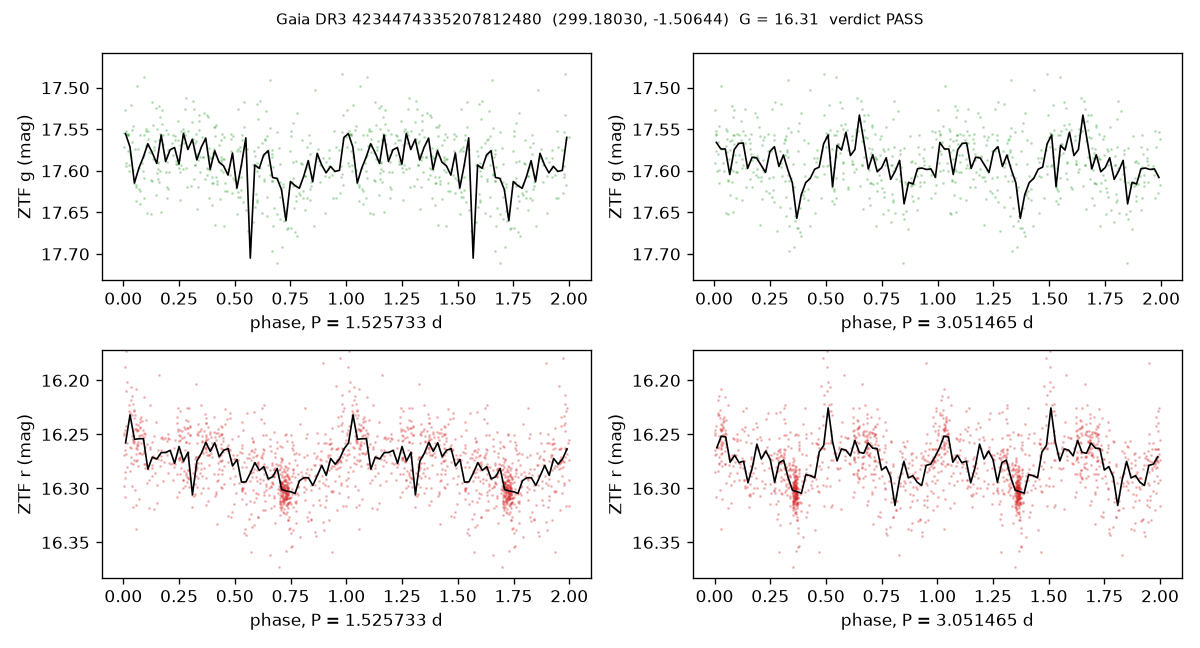 Gaia DR3 4234474335207812480  (299.18030, -1.50644)  G = 16.31  verdict PASS
ZTF g (mag)
17.50
17.55
17.60
17.65
17.70
0.00 0.25 0.50 0.75 1.00 1.25 1.50 1.75 2.00
phase, P = 1.525733 d
ZTF g (mag)
17.50
17.55
17.60
17.65
17.70
0.00 0.25 0.50 0.75 1.00 1.25 1.50 1.75 2.00
phase, P = 3.051465 d
ZTF r (mag)
16.20
16.25
16.30
16.35
0.00 0.25 0.50 0.75 1.00 1.25 1.50 1.75 2.00
phase, P = 1.525733 d
ZTF r (mag)
16.20
16.25
16.30
16.35
0.00 0.25 0.50 0.75 1.00 1.25 1.50 1.75 2.00
phase, P = 3.051465 d